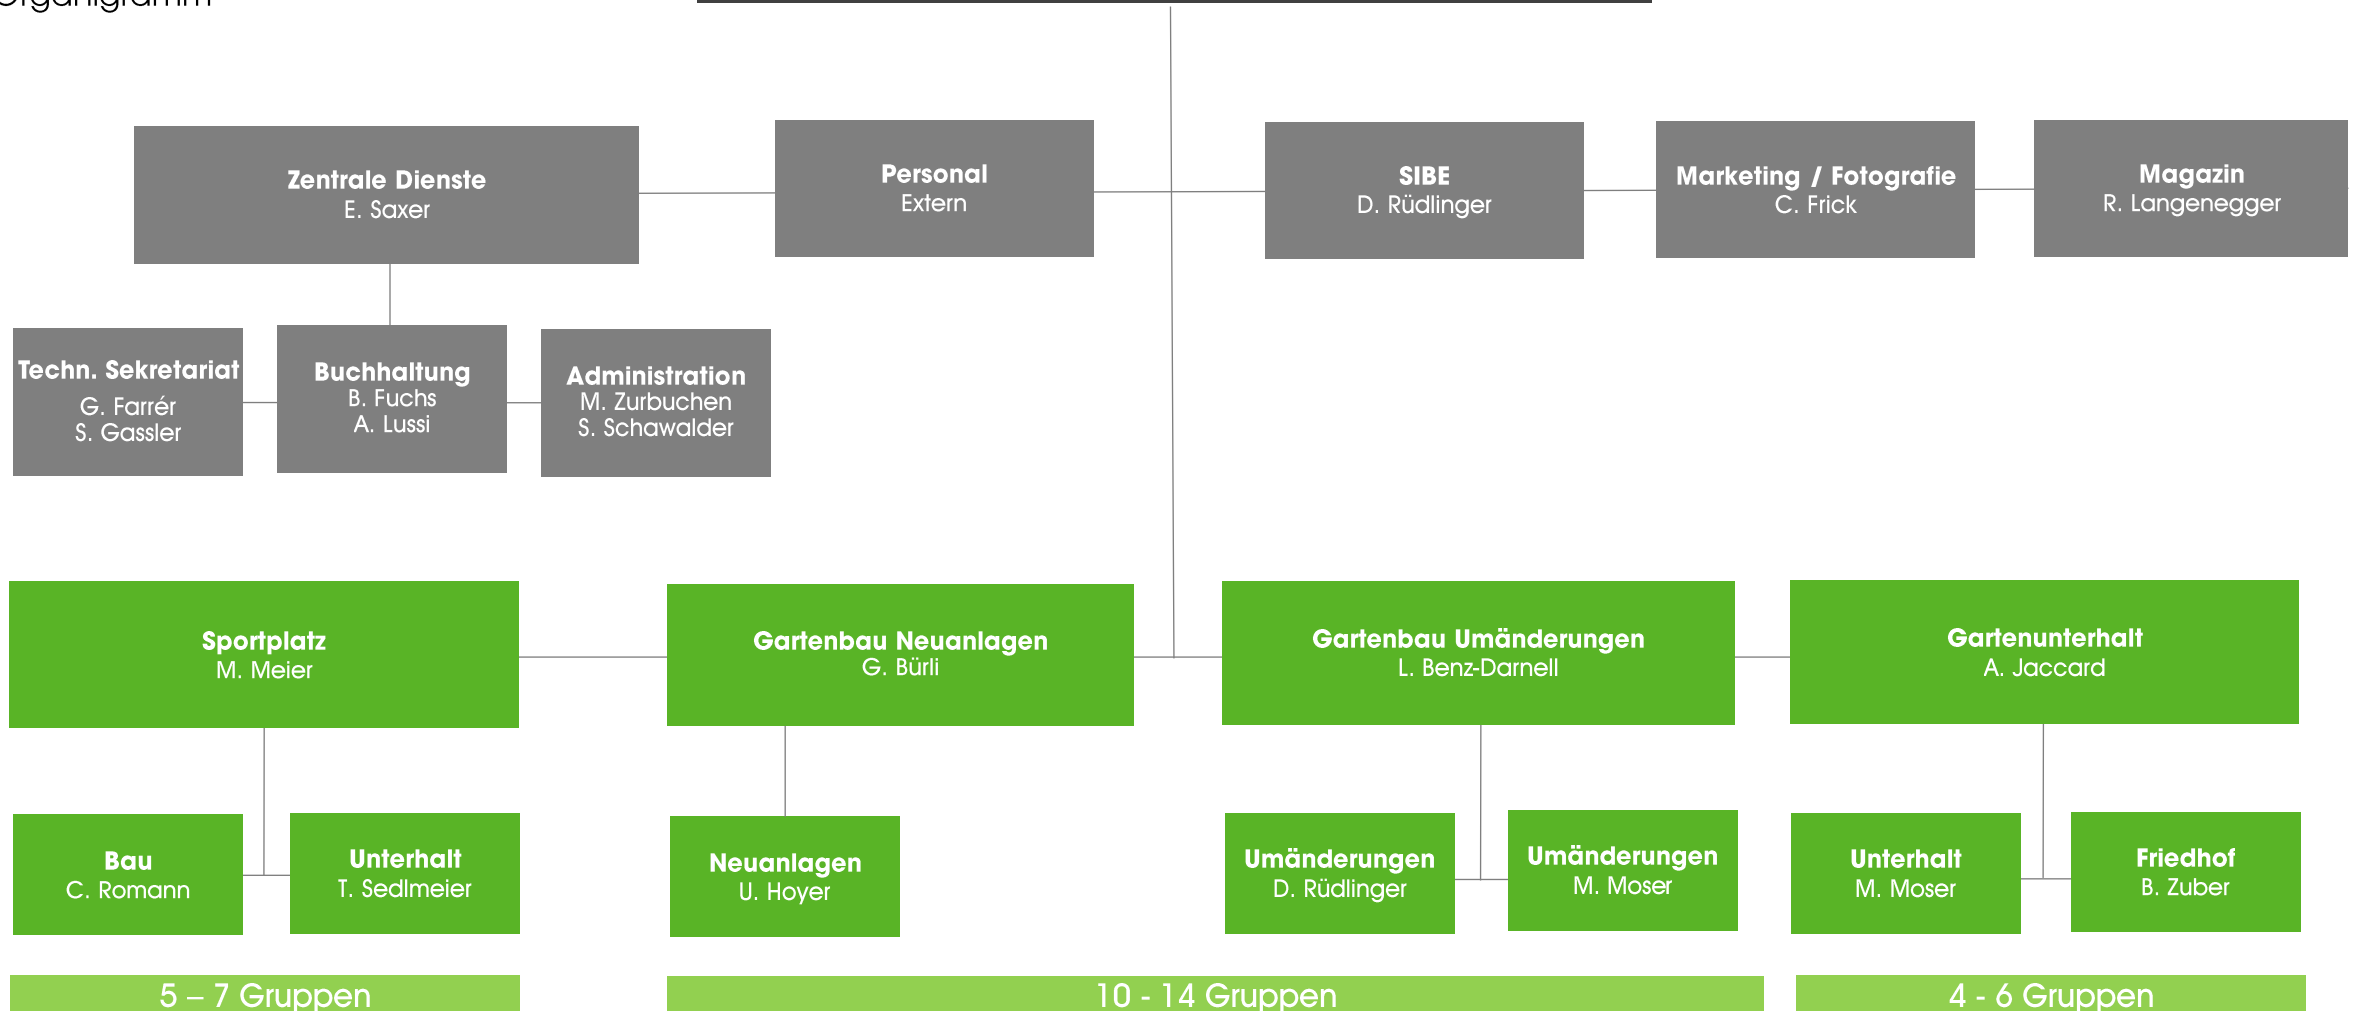 Organigramm
Zentrale Dienste
E. Saxer
Personal
Extern
SIBE
D. Rüdlinger
Marketing / Fotografie
C. Frick
Magazin
R. Langenegger
Techn. Sekretariat
G. Farrér
S. Gassler
Buchhaltung
B. Fuchs
A. Lussi
Administration
M. Zurbuchen
S. Schawalder
Sportplatz
M. Meier
Gartenbau Neuanlagen
G. Bürli
Gartenbau Umänderungen
L. Benz-Darnell
Gartenunterhalt
A. Jaccard
Bau
C. Romann
Unterhalt
T. Sedlmeier
Neuanlagen
U. Hoyer
Umänderungen
D. Rüdlinger
Umänderungen
M. Moser
Unterhalt
M. Moser
Friedhof
B. Zuber
5 – 7 Gruppen
10 - 14 Gruppen
4 - 6 Gruppen